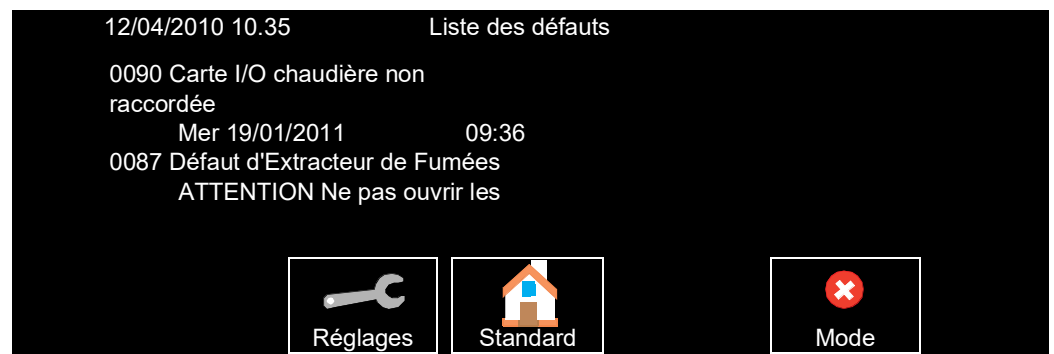 12/04/2010 10.35 Liste des défauts
0090 Carte I/O chaudière non
raccordée
Mer 19/01/2011 09:36
0087 Défaut d'Extracteur de Fumées
ATTENTION Ne pas ouvrir les
Réglages Standard Mode